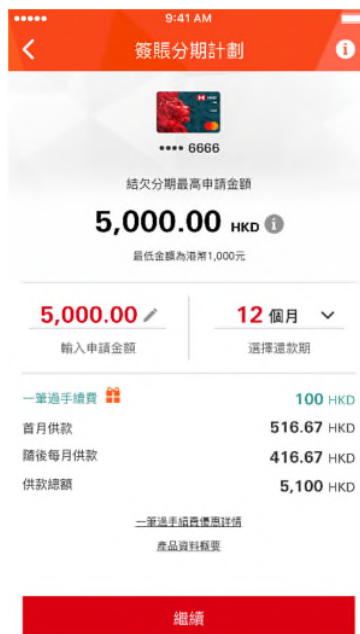 9:41 AM
簽賬分期計劃
•••• 6666
結欠分期最高申請金額
5,000.00 HKD
最低金額為港幣1,000元
5,000.00
12 個月
輸入申請金額
選擇還款期
一筆過手續費
100 HKD
首月供款
516.67 HKD
隨後每月供款
416.67 HKD
供款總額
5,100 HKD
一筆過手續費優惠詳情
產品資料概要
繼續